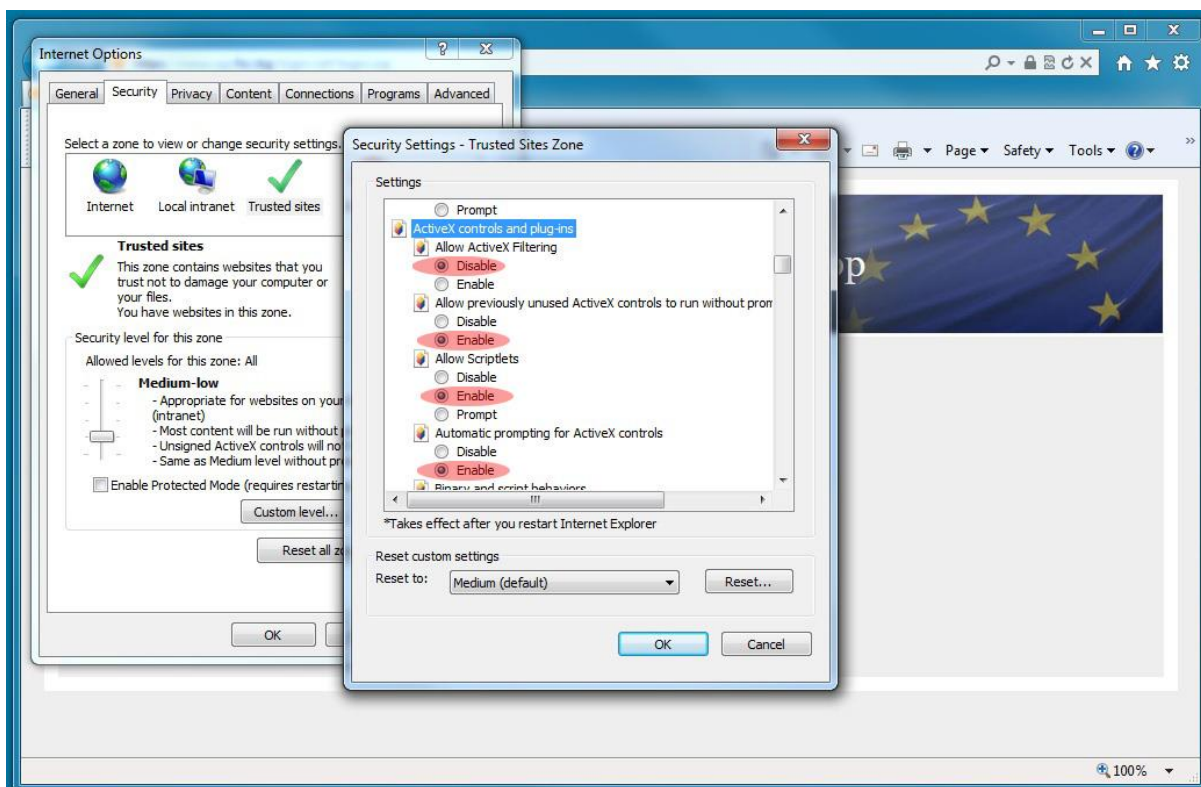 Internet Options
General Security Privacy Content Connections Programs Advanced
Select a zone to view or change security settings.
Internet Local intranet Trusted sites
Trusted sites
This zone contains websites that you
trust not to damage your computer or
your files.
You have websites in this zone.
Security level for this zone
Allowed levels for this zone: All
Medium-low
- Appropriate for websites on your
(intranet)
- Most content will be run without
- Unsigned ActiveX controls will no
- Same as Medium level without pr
Enable Protected Mode (requires restartin
Custom level...
Reset all zo
OK
Security Settings - Trusted Sites Zone
Settings
Prompt
ActiveX controls and plug-ins
Allow ActiveX Filtering
Disable
Enable
Allow previously unused ActiveX controls to run without prom
Disable
Enable
Allow Scriptlets
Disable
Enable
Prompt
Automatic prompting for ActiveX controls
Disable
Enable
Binary and script behaviors
*Takes effect after you restart Internet Explorer
Reset custom settings
Reset to: Medium (default) Reset...
OK Cancel
Page Safety Tools
op
100%